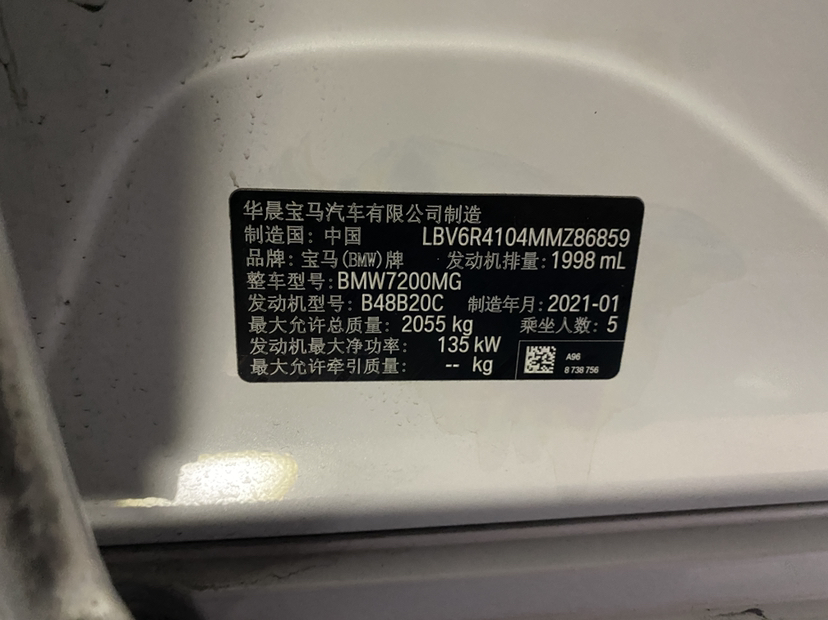 华晨宝马汽车有限公司制造
制造国: 中国 LBV6R4104MMZ86859
品牌: 宝马(BMW)牌 发动机排量: 1998 mL
整车型号: BMW7200MG
发动机型号: B48B20C 制造年月: 2021-01
最大允许总质量: 2055 kg 乘坐人数: 5
发动机最大净功率: 135 kW
最大允许牵引质量: -- kg
A96
8 738 756